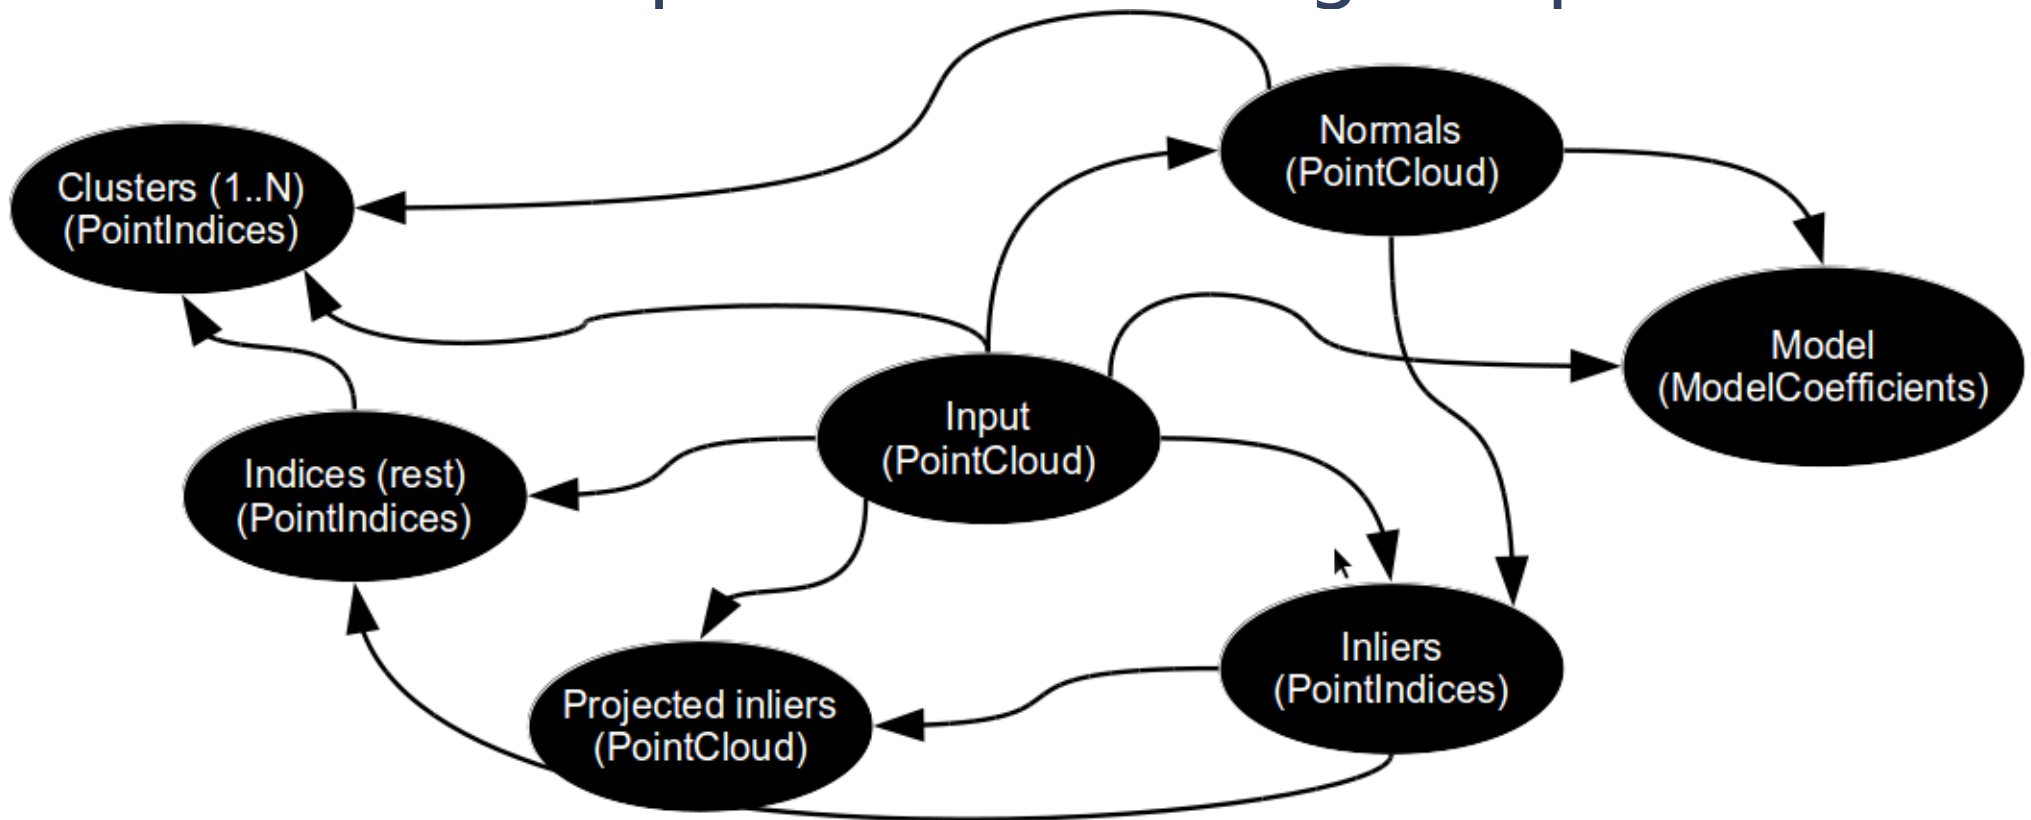 Normals
(PointCloud)
Clusters (1..N)
(PointIndices)
Model
(ModelCoefficients)
Input
(PointCloud)
Indices (rest)
(PointIndices)
Inliers
(PointIndices)
Projected inliers
(PointCloud)